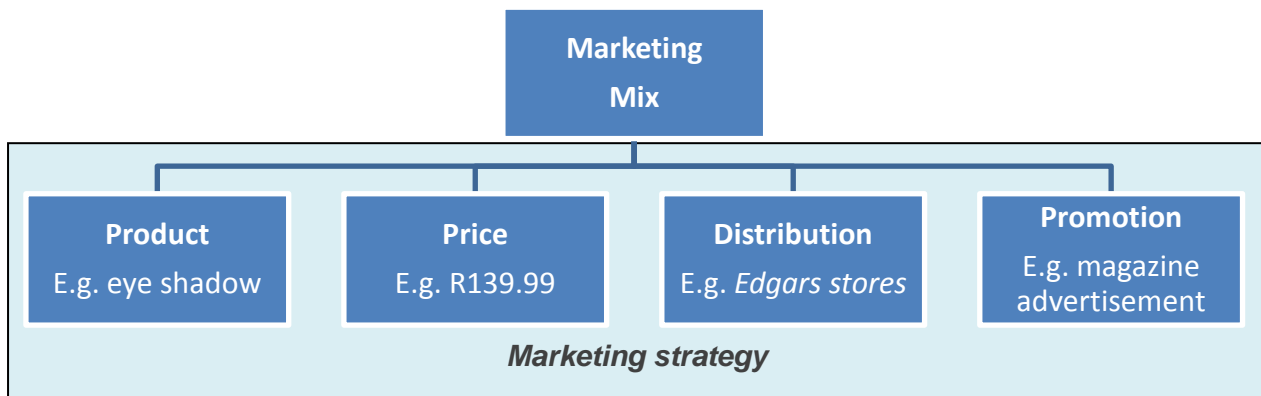 Marketing
Mix
Product
E.g. eye shadow
Price
E.g. R139.99
Distribution
E.g. Edgars stores
Promotion
E.g. magazine
advertisement
Marketing strategy